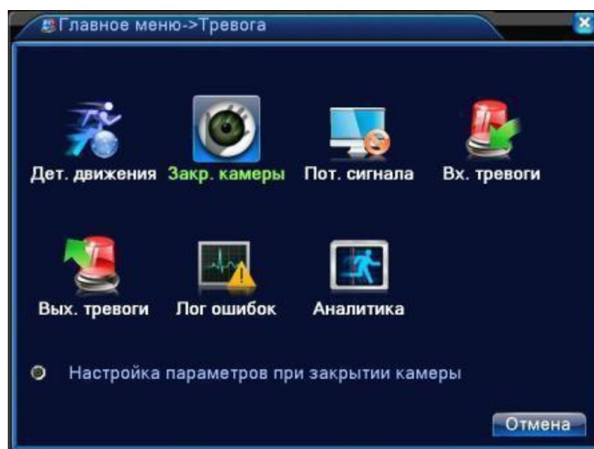 Главное меню->Тревога
Дет. движения Закр. камеры Пот. сигнала Вх. тревоги
Вых. тревоги Лог ошибок Аналитика
Настройка параметров при закрытии камеры
Отмена